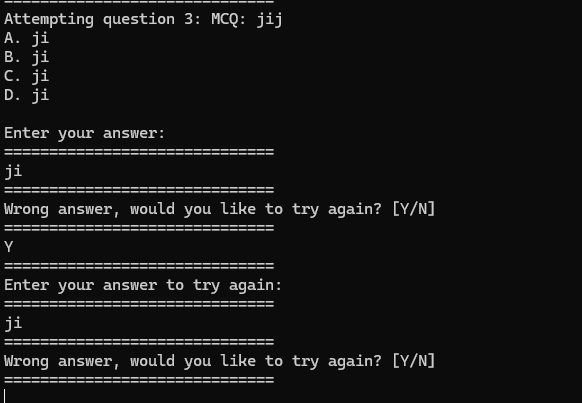 ==============================
Attempting question 3: MCQ: jij
A. ji
B. ji
C. ji
D. ji
Enter your answer:
==============================
ji
==============================
Wrong answer, would you like to try again? [Y/N]
==============================
Y
==============================
Enter your answer to try again:
==============================
ji
==============================
Wrong answer, would you like to try again? [Y/N]
==============================